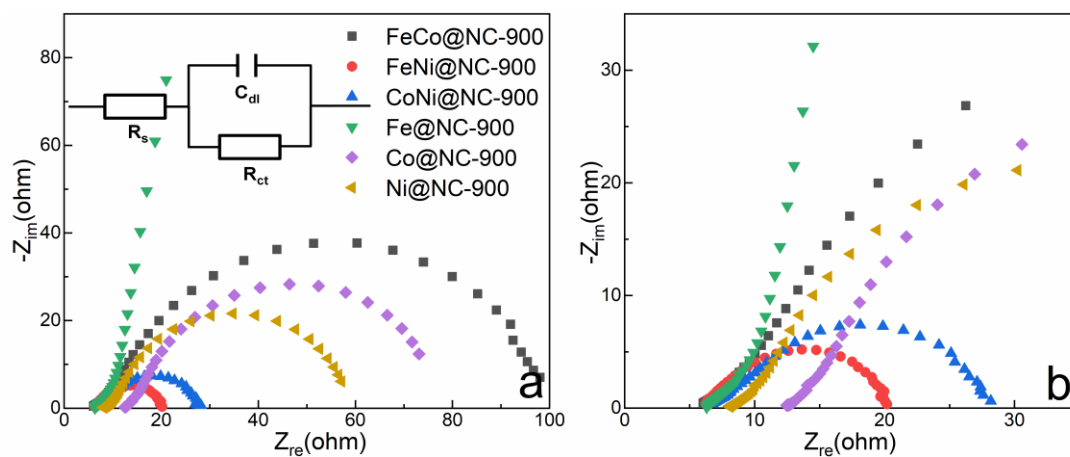 FeCo@NC-900
FeNi@NC-900
CoNi@NC-900
Fe@NC-900
Co@NC-900
Ni@NC-900
Cdl
Rs
Rct
80
60
40
20
0
-Zim(ohm)
0 20 40 60 80 100
Zre(ohm)
a
30
20
10
0
-Zim(ohm)
0 10 20 30
Zre(ohm)
b